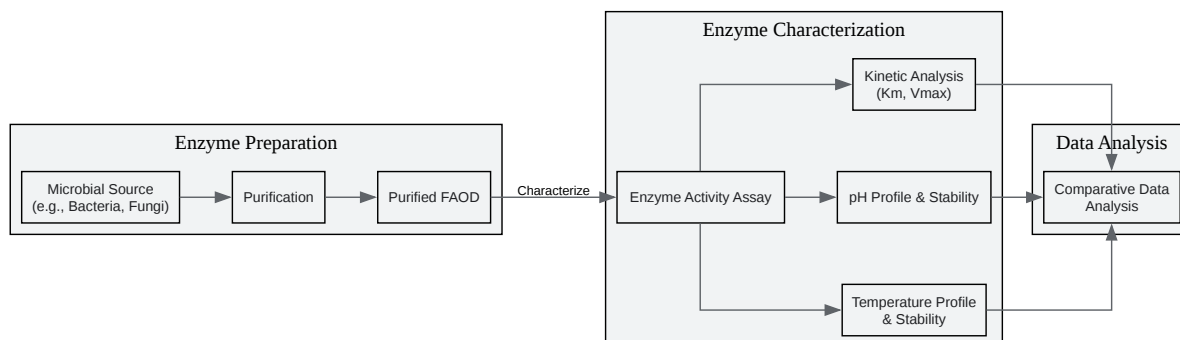 Enzyme Preparation
Microbial Source
(e.g., Bacteria, Fungi)
Purification
Purified FAOD
Characterize
Enzyme Characterization
Enzyme Activity Assay
Kinetic Analysis
(Km, Vmax)
pH Profile & Stability
Temperature Profile
& Stability
Data Analysis
Comparative Data
Analysis